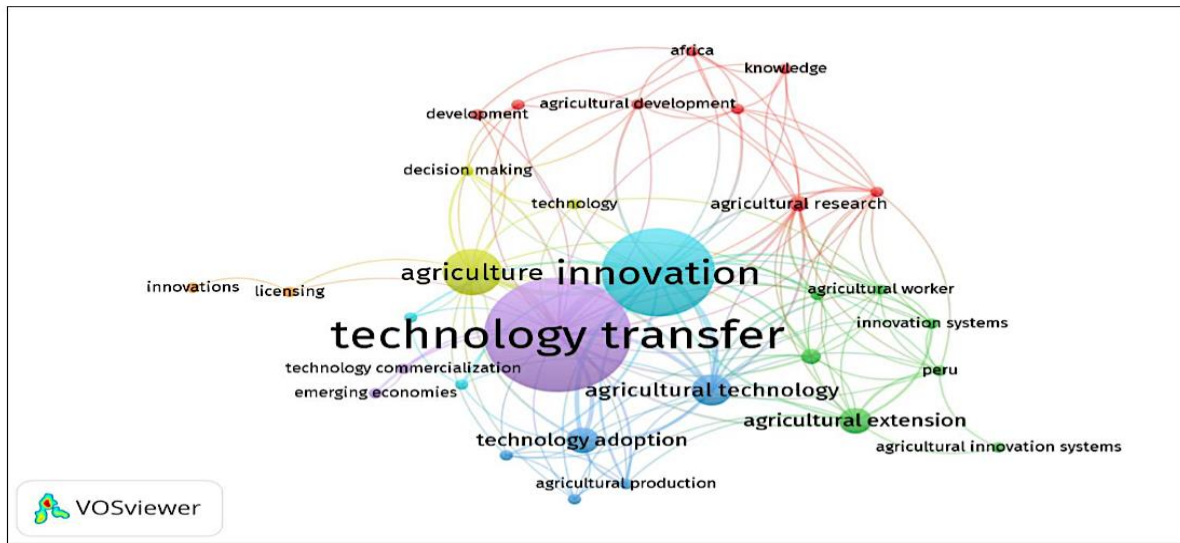 africa
knowledge
agricultural development
development
decision making
technology
agricultural research
agriculture
innovation
innovations
licensing
agricultural worker
innovation systems
technology transfer
technology commercialization
peru
emerging economies
agricultural technology
agricultural extension
technology adoption
agricultural innovation systems
agricultural production
VOSviewer